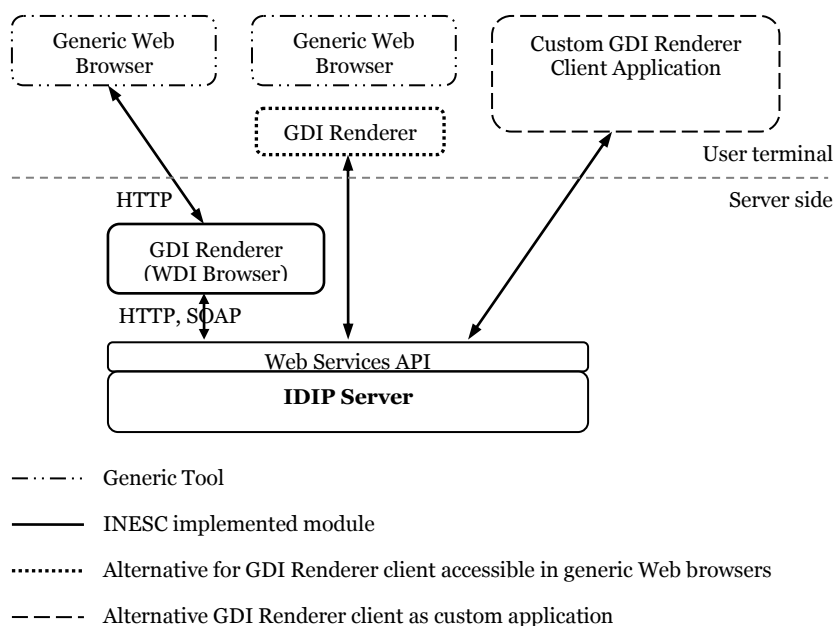 Generic Web
Browser
Generic Web
Browser
Custom GDI Renderer
Client Application
GDI Renderer
User terminal
HTTP
Server side
GDI Renderer
(WDI Browser)
HTTP, SOAP
Web Services API
IDIP Server
Generic Tool
INESC implemented module
Alternative for GDI Renderer client accessible in generic Web browsers
Alternative GDI Renderer client as custom application